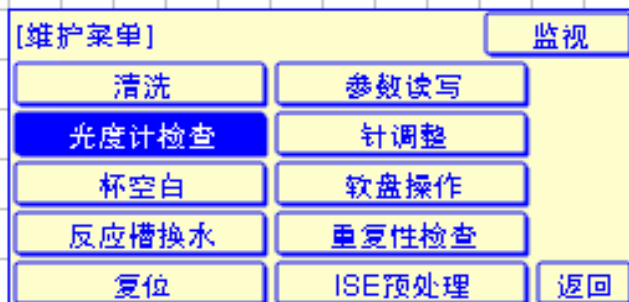 [维护菜单] 监视
清洗 参数读写
光度计检查 针调整
杯空白 软盘操作
反应槽换水 重复性检查
复位 ISE预处理 返回